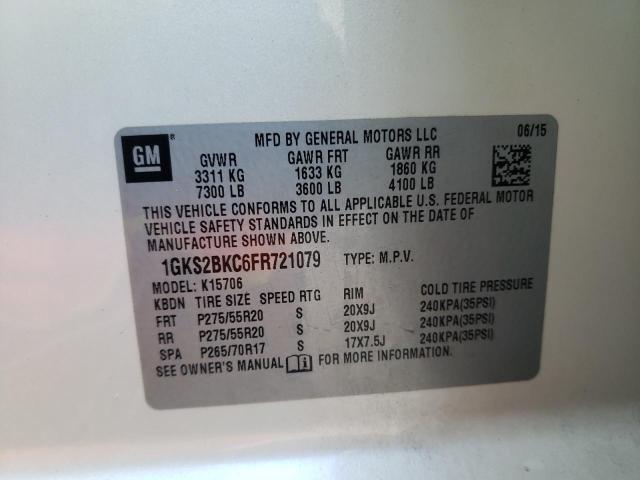 GM ®
MFD BY GENERAL MOTORS LLC 06/15
GVWR GAWR FRT GAWR RR
3311 KG 1633 KG 1860 KG
7300 LB 3600 LB 4100 LB
THIS VEHICLE CONFORMS TO ALL APPLICABLE U.S. FEDERAL MOTOR
VEHICLE SAFETY STANDARDS IN EFFECT ON THE DATE OF
MANUFACTURE SHOWN ABOVE.
1GKS2BKC6FR721079 TYPE: M.P.V.
MODEL: K15706
KBDN TIRE SIZE SPEED RTG RIM COLD TIRE PRESSURE
FRT P275/55R20 S 20X9J 240KPA(35PSI)
RR P275/55R20 S 20X9J 240KPA(35PSI)
SPA P265/70R17 S 17X7.5J 240KPA(35PSI)
SEE OWNER'S MANUAL FOR MORE INFORMATION.